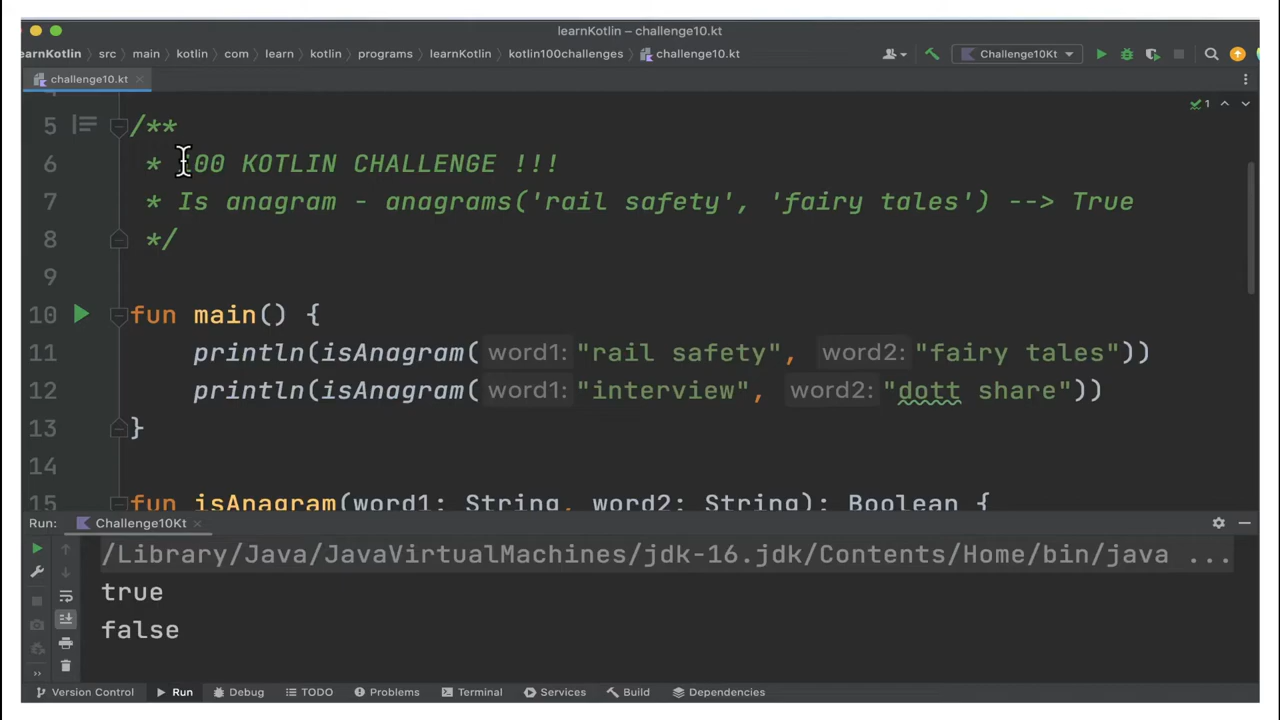 learnKotlin – challenge10.kt
earnKotlin src main kotlin com learn kotlin programs learnKotlin kotlin100challenges challenge10.kt Challenge10Kt
challenge10.kt
1
5 /**
6 * 100 KOTLIN CHALLENGE !!!
7 * Is anagram - anagrams('rail safety', 'fairy tales') --> True
8 */
9
10 fun main() {
11 println(isAnagram( word1: "rail safety", word2: "fairy tales"))
12 println(isAnagram( word1: "interview", word2: "dott share"))
13 }
14
15 fun isAnagram(word1: String, word2: String): Boolean {
Run: Challenge10Kt
/Library/Java/JavaVirtualMachines/jdk-16.jdk/Contents/Home/bin/java ...
true
false
Version Control Run Debug TODO Problems Terminal Services Build Dependencies